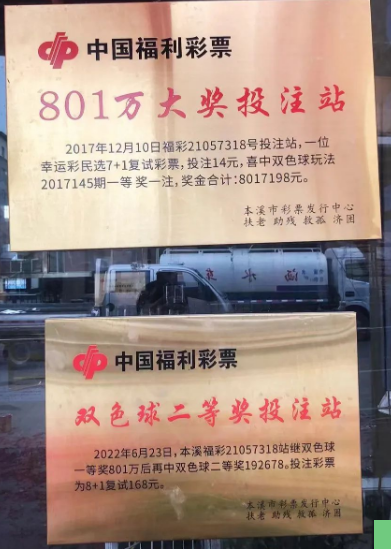 中国福利彩票
801万大奖投注站
2017年12月10日福彩21057318号投注站，一位
幸运彩民选7+1复试彩票，投注14元，喜中双色球玩法
2017145期一等奖一注，奖金合计：8017198元。
本溪市彩票发行中心
扶老 助残 救孤 济困
中国福利彩票
双色球二等奖投注站
2022年6月23日，本溪福彩21057318站继双色球
一等奖801万后再中双色球二等奖192678。投注彩票
为8+1复试168元。
本溪市彩票发行中心
扶老 助残 救孤 济困